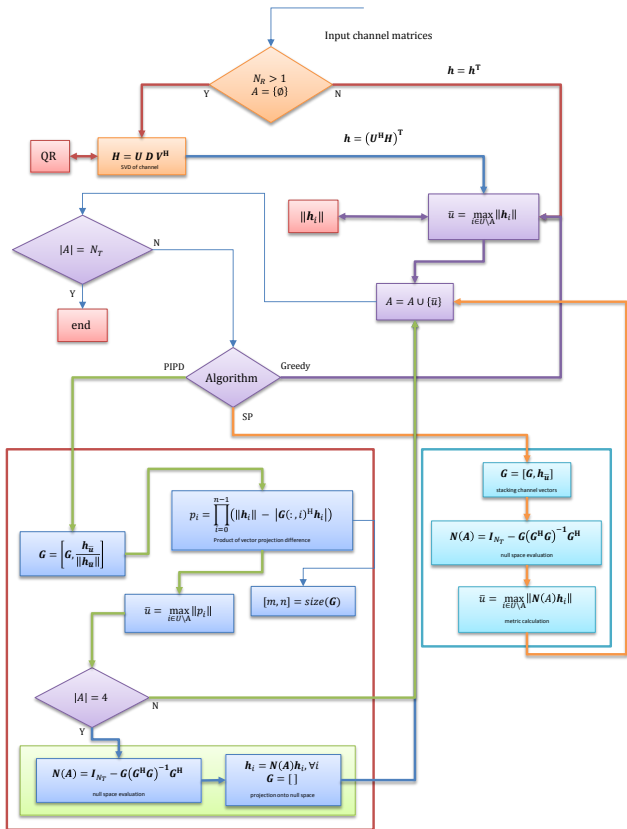 Input channel matrices
N_R > 1
A = {∅}
Y
N
h = h^T
QR
H = U D V^H
SVD of channel
h = (U^H H)^T
‖h_i‖
ū = max_{i∈U\A} ‖h_i‖
|A| = N_T
N
Y
end
A = A ∪ {ū}
PIPD
Algorithm
Greedy
SP
G = [G, h_ū]
stacking channel vectors
p_i = ∏_{i=0}^{n−1} (‖h_i‖ − |G(:, i)^H h_i|)
Product of vector projection difference
G = [G, h_ū / ‖h_u‖]
N(A) = I_{N_T} − G(G^H G)^{−1} G^H
null space evaluation
[m, n] = size(G)
ū = max_{i∈U\A} ‖p_i‖
ū = max_{i∈U\A} ‖N(A)h_i‖
metric calculation
|A| = 4
N
Y
N(A) = I_{N_T} − G(G^H G)^{−1} G^H
null space evaluation
h_i = N(A)h_i, ∀i
G = [ ]
projection onto null space